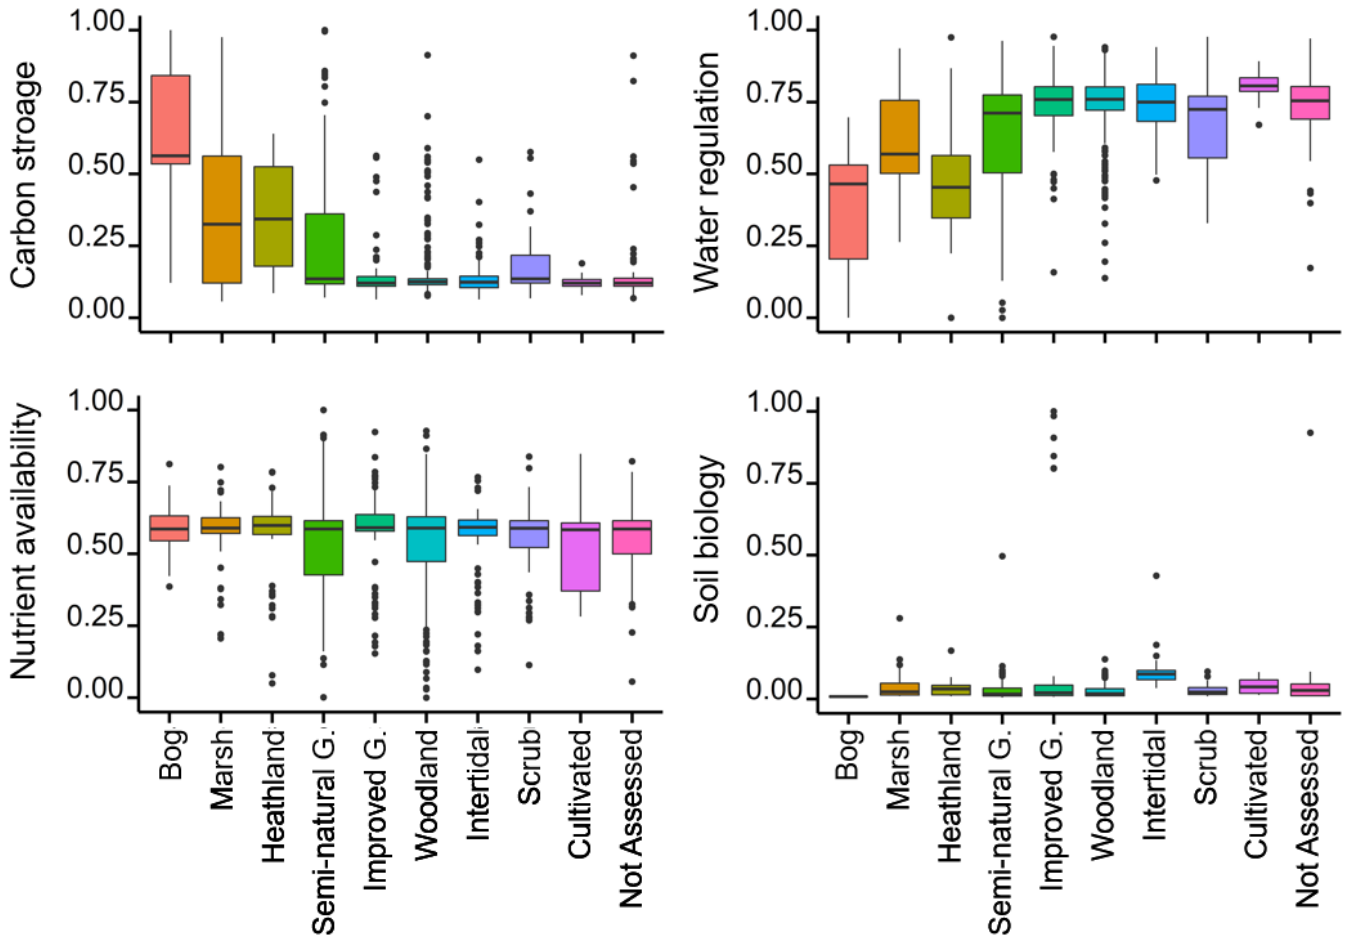 Carbon stroage
1.00
0.75
0.50
0.25
0.00
Water regulation
1.00
0.75
0.50
0.25
0.00
Nutrient availability
1.00
0.75
0.50
0.25
0.00
Bog
Marsh
Heathland
Semi-natural G.
Improved G.
Woodland
Intertidal
Scrub
Cultivated
Not Assessed
Soil biology
1.00
0.75
0.50
0.25
0.00
Bog
Marsh
Heathland
Semi-natural G.
Improved G.
Woodland
Intertidal
Scrub
Cultivated
Not Assessed